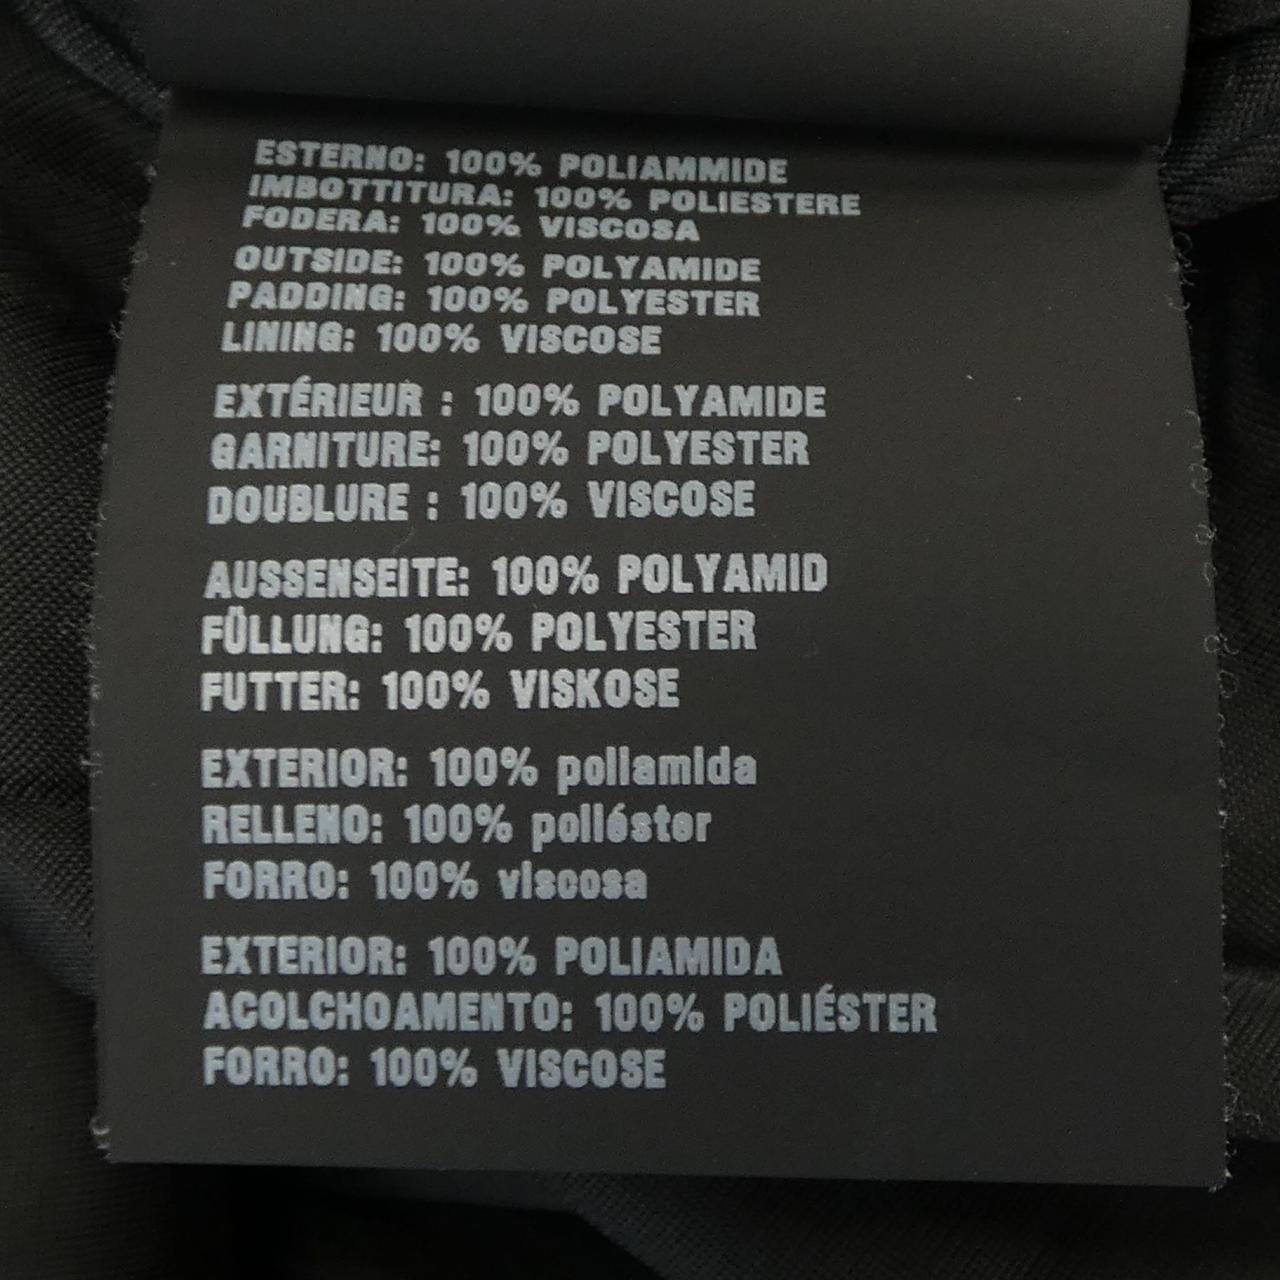 ESTERNO: 100% POLIAMMIDE
IMBOTTITURA: 100% POLIESTERE
FODERA: 100% VISCOSA
OUTSIDE: 100% POLYAMIDE
PADDING: 100% POLYESTER
LINING: 100% VISCOSE
EXTÉRIEUR : 100% POLYAMIDE
GARNITURE: 100% POLYESTER
DOUBLURE : 100% VISCOSE
AUSSENSEITE: 100% POLYAMID
FÜLLUNG: 100% POLYESTER
FUTTER: 100% VISKOSE
EXTERIOR: 100% poliamida
RELLENO: 100% poliéster
FORRO: 100% viscosa
EXTERIOR: 100% POLIAMIDA
ACOLCHOAMENTO: 100% POLIÉSTER
FORRO: 100% VISCOSE